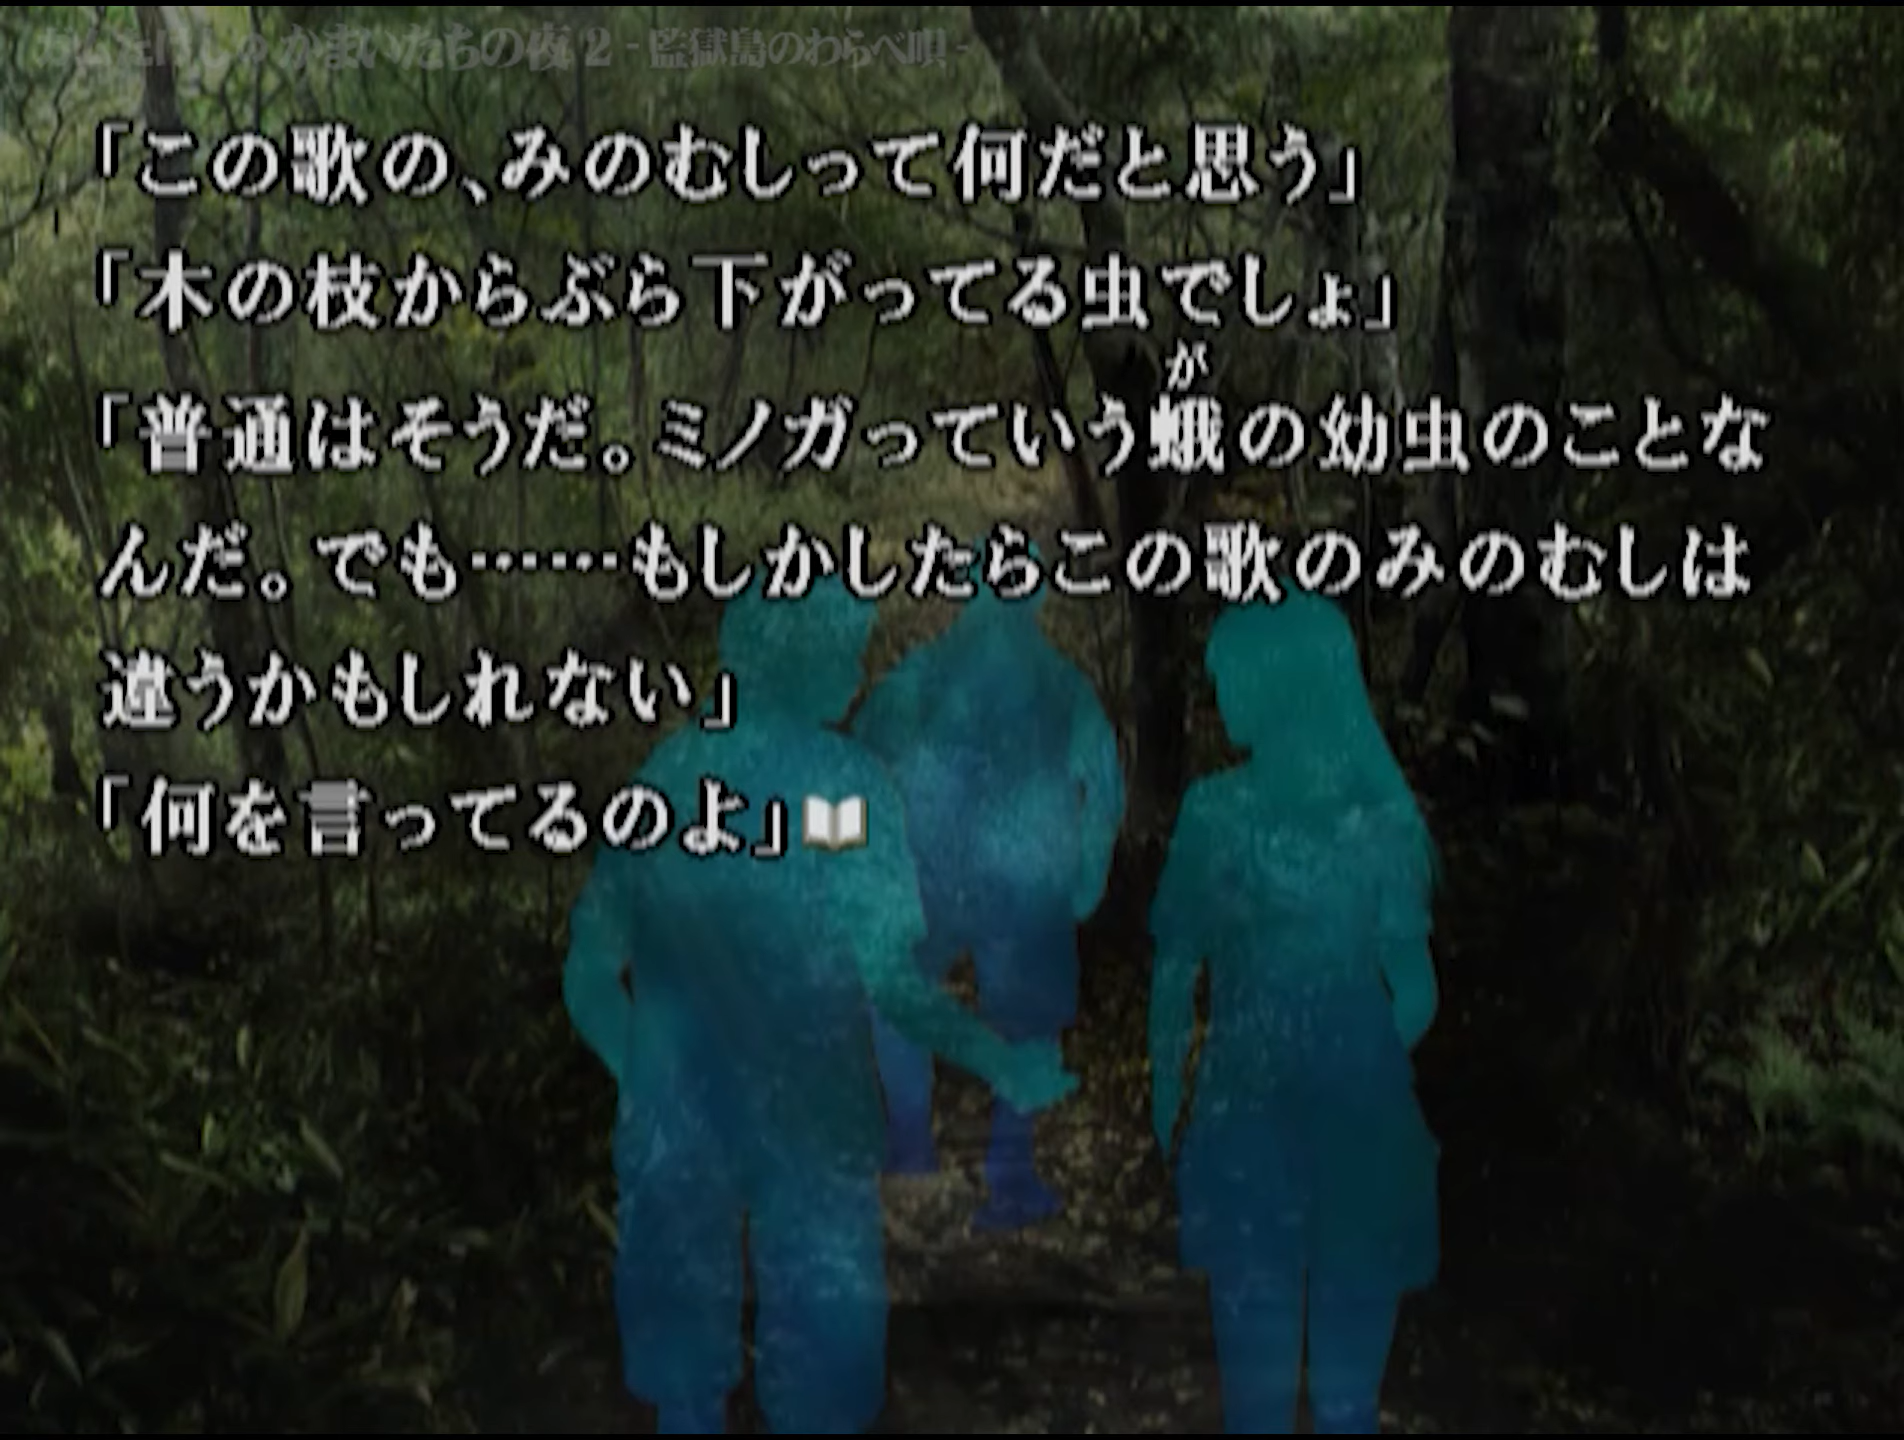 かまいたちの夜2 -監獄島のわらべ唄-
「この歌の、みのむしって何だと思う」
「木の枝からぶら下がってる虫でしょ」
が
「普通はそうだ。ミノガっていう蛾の幼虫のことな
んだ。でも……もしかしたらこの歌のみのむしは
違うかもしれない」
「何を言ってるのよ」